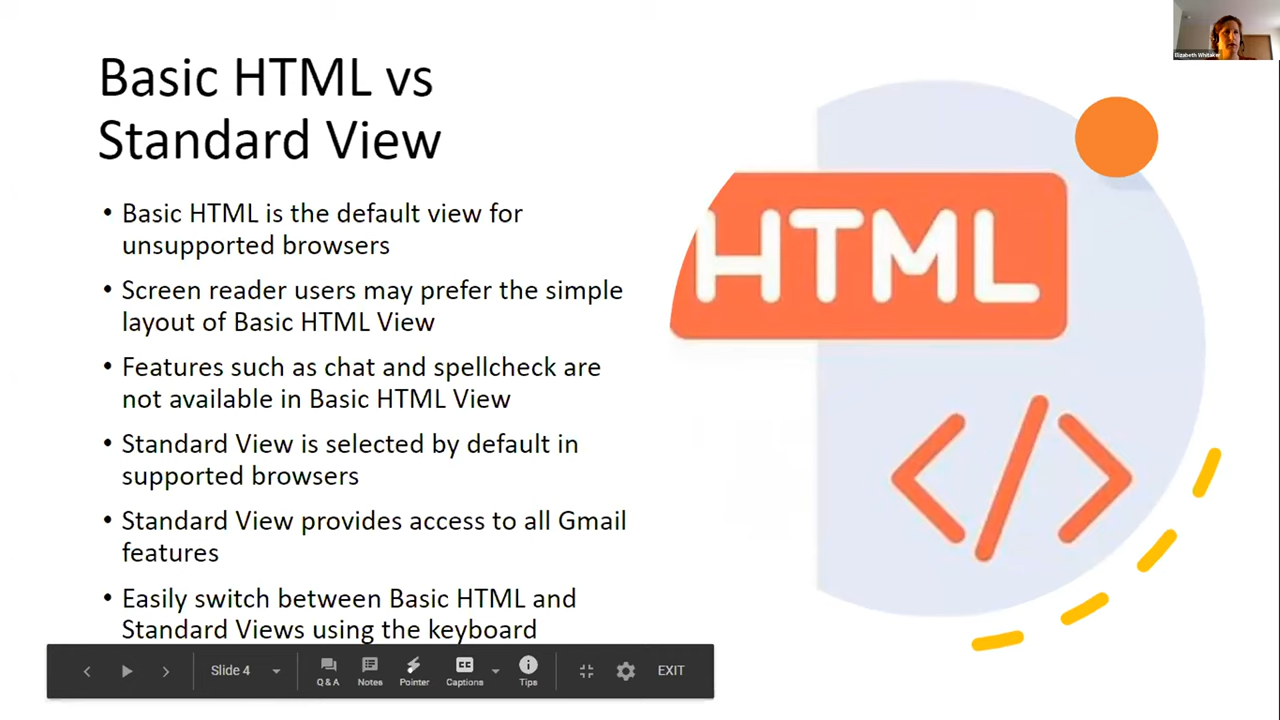 Elizabeth Whitaker
Basic HTML vs
Standard View
• Basic HTML is the default view for
unsupported browsers
• Screen reader users may prefer the simple
layout of Basic HTML View
• Features such as chat and spellcheck are
not available in Basic HTML View
• Standard View is selected by default in
supported browsers
• Standard View provides access to all Gmail
features
• Easily switch between Basic HTML and
Standard Views using the keyboard
HTML
</>
Slide 4
Q & A
Notes
Pointer
CC
Captions
Tips
EXIT